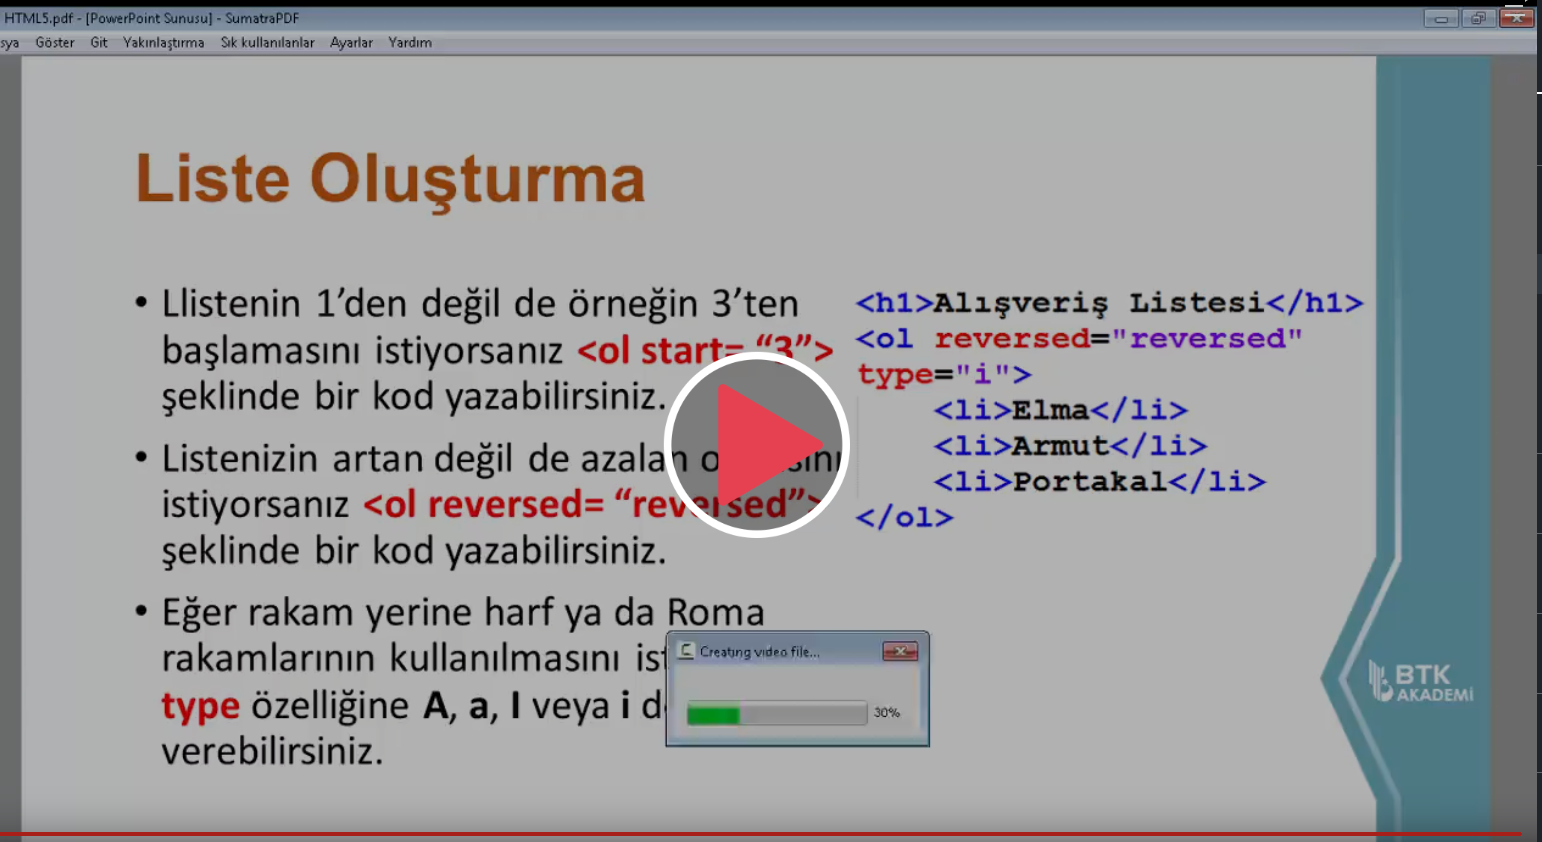 HTML5.pdf - [PowerPoint Sunusu] - SumatraPDF
sya Göster Git Yakınlaştırma Sık kullanılanlar Ayarlar Yardım
Liste Oluşturma
• Llistenin 1’den değil de örneğin 3’ten
başlamasını istiyorsanız <ol start= “3”>
şeklinde bir kod yazabilirsiniz.
• Listenizin artan değil de azalan
istiyorsanız <ol reversed= “reversed”>
şeklinde bir kod yazabilirsiniz.
• Eğer rakam yerine harf ya da Roma
rakamlarının kullanılmasını
type özelliğine A, a, I veya i
verebilirsiniz.
<h1>Alışveriş Listesi</h1>
<ol reversed="reversed"
type="i">
<li>Elma</li>
<li>Armut</li>
<li>Portakal</li>
</ol>
Creating video file...
30%
BTK
AKADEMİ